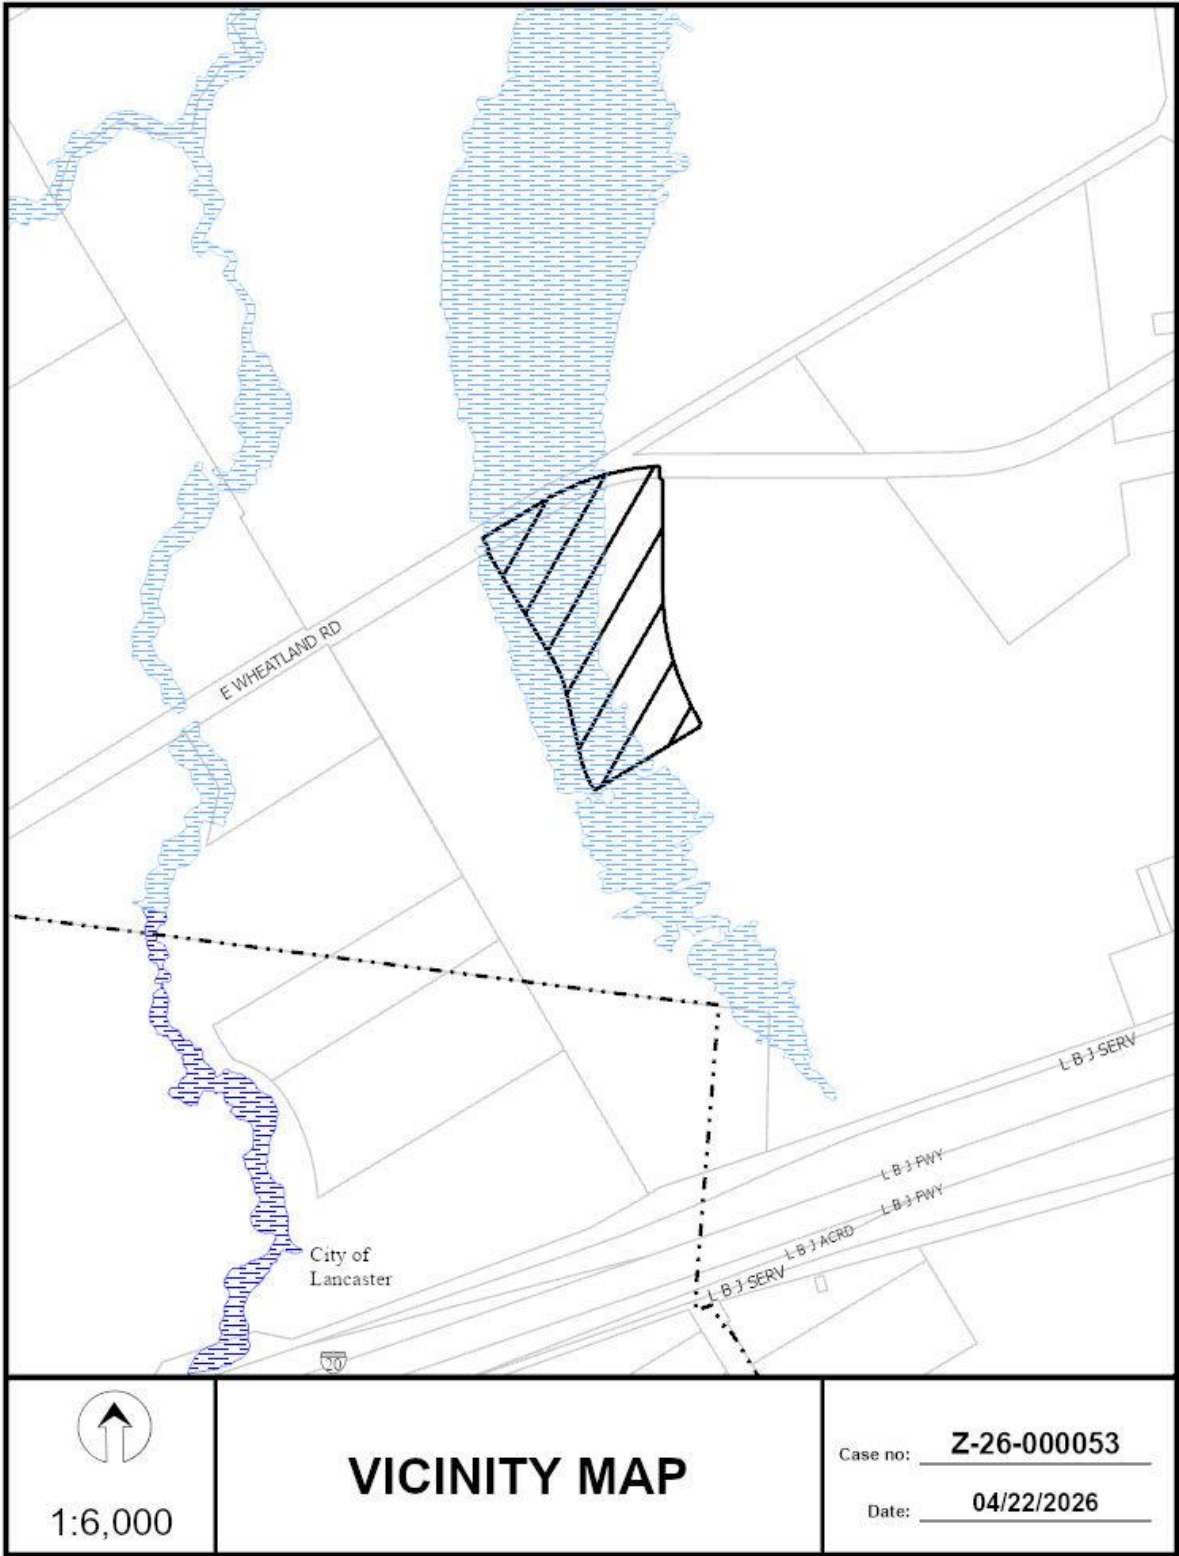 E WHEATLAND RD
L B J SERV
L B J FWY
L B J FWY
L B J ACRD
L B J SERV
City of
Lancaster
20
1:6,000
VICINITY MAP
Case no: Z-26-000053
Date: 04/22/2026